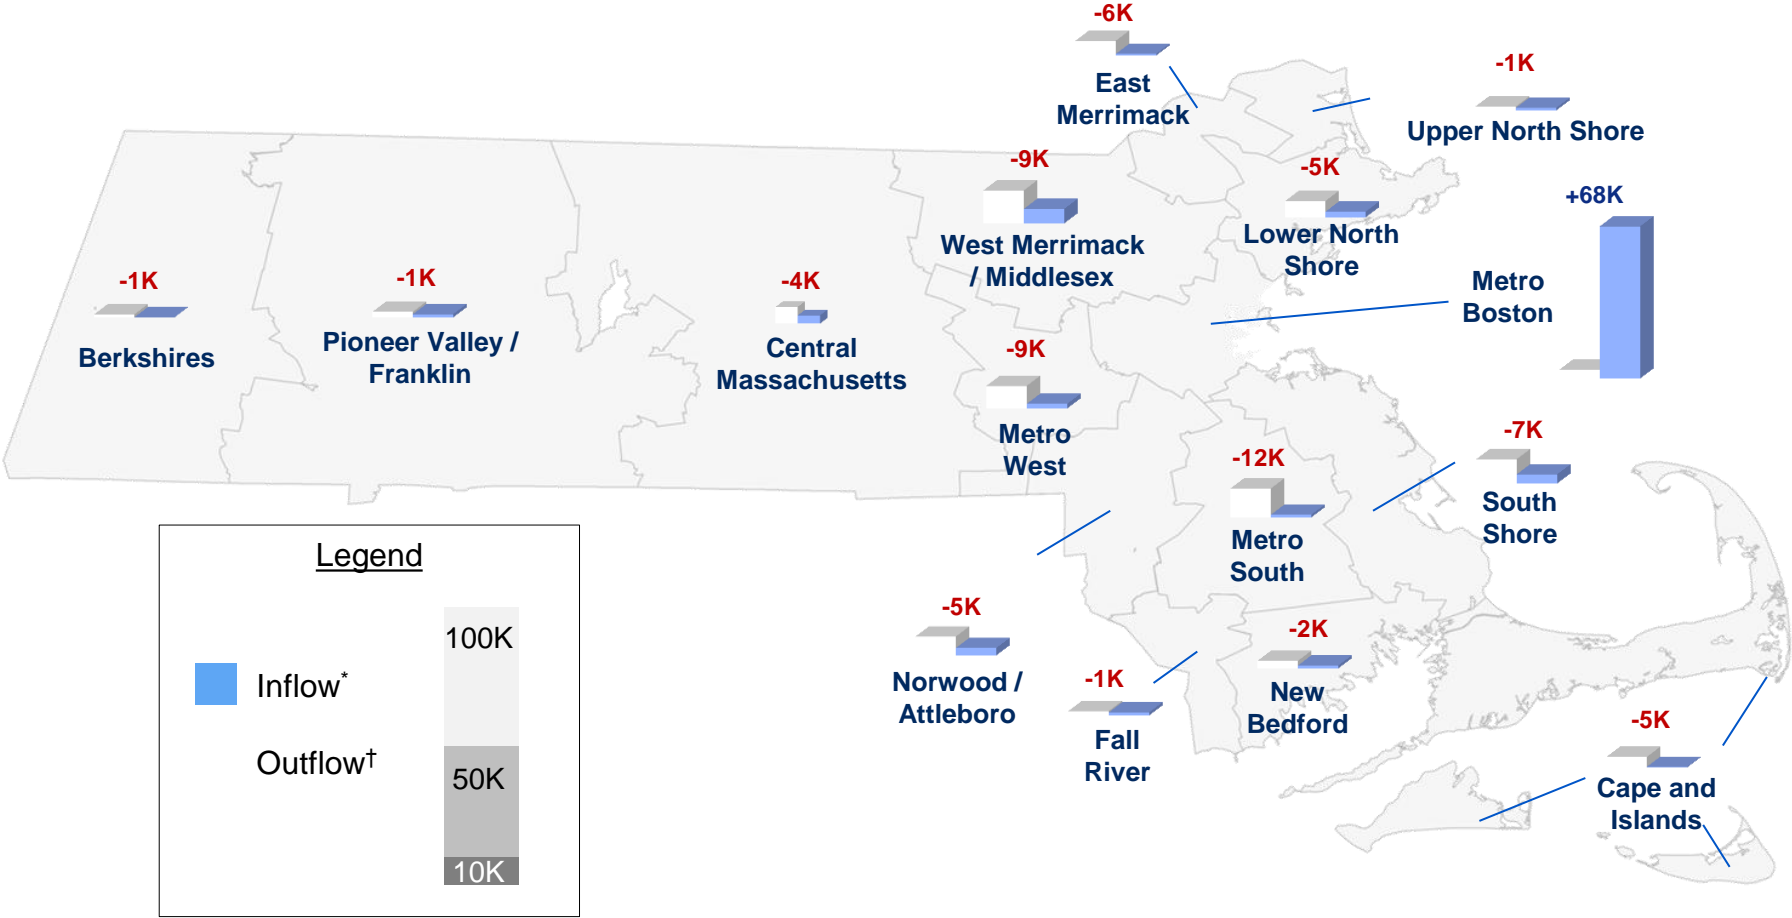 -6K
East
Merrimack
-1K
Upper North Shore
-9K
West Merrimack
/ Middlesex
-5K
Lower North
Shore
+68K
Metro
Boston
-1K
Berkshires
-1K
Pioneer Valley /
Franklin
-4K
Central
Massachusetts
-9K
Metro
West
-12K
Metro
South
-7K
South
Shore
-5K
Norwood /
Attleboro
-1K
Fall
River
-2K
New
Bedford
-5K
Cape and
Islands
Legend
Inflow*
Outflow†
100K
50K
10K